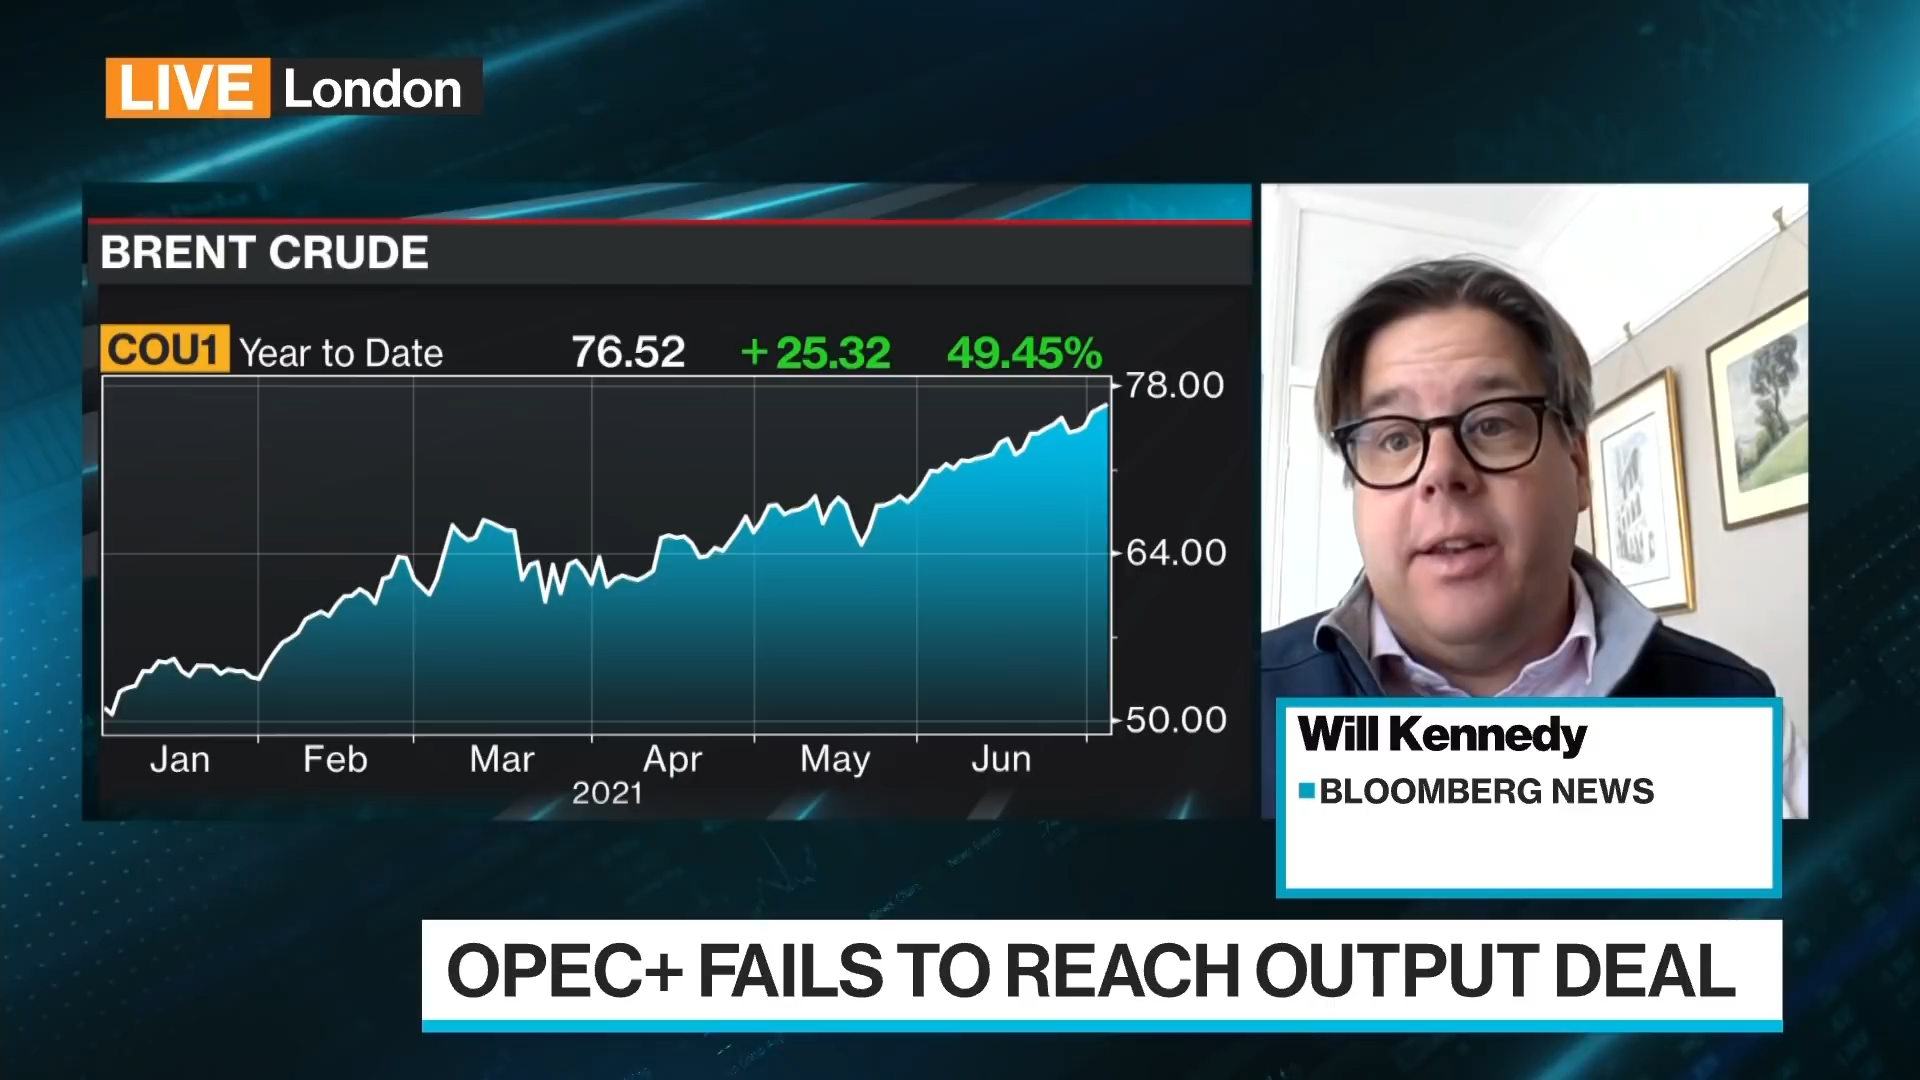 LIVE London
BRENT CRUDE
COU1 Year to Date 76.52 +25.32 49.45%
78.00
64.00
50.00
Jan Feb Mar Apr May Jun
2021
Will Kennedy
BLOOMBERG NEWS
OPEC+ FAILS TO REACH OUTPUT DEAL